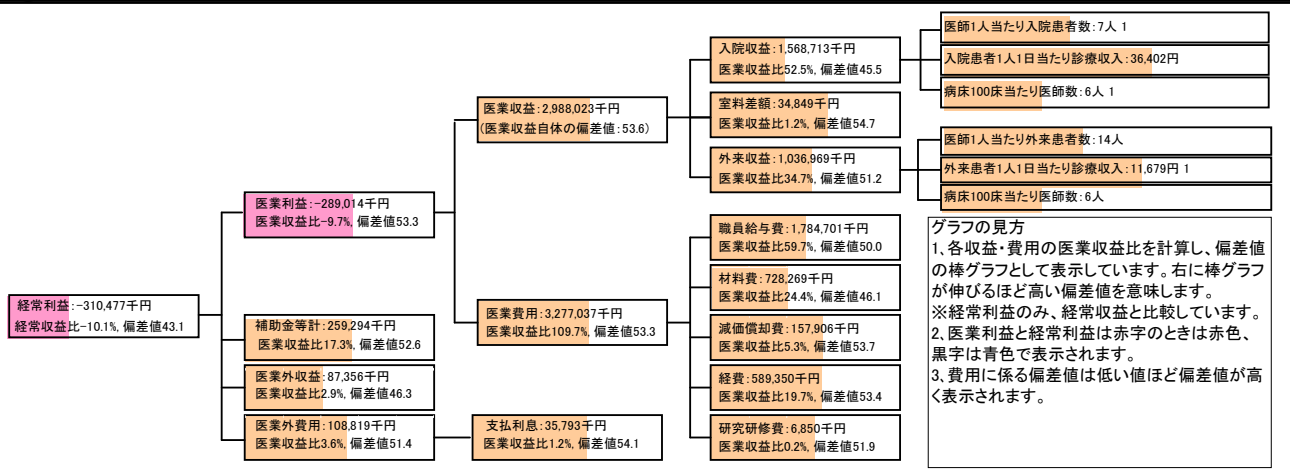 経常利益:-310,477千円
経常収益比-10.1%, 偏差値43.1
医業利益:-289,014千円
医業収益比-9.7%, 偏差値53.3
補助金等計:259,294千円
医業収益比17.3%, 偏差値52.6
医業外収益:87,356千円
医業収益比2.9%, 偏差値46.3
医業外費用:108,819千円
医業収益比3.6%, 偏差値51.4
医業収益:2,988,023千円
(医業収益自体の偏差値:53.6)
医業費用:3,277,037千円
医業収益比109.7%, 偏差値53.3
支払利息:35,793千円
医業収益比1.2%, 偏差値54.1
入院収益:1,568,713千円
医業収益比52.5%, 偏差値45.5
室料差額:34,849千円
医業収益比1.2%, 偏差値54.7
外来収益:1,036,969千円
医業収益比34.7%, 偏差値51.2
職員給与費:1,784,701千円
医業収益比59.7%, 偏差値50.0
材料費:728,269千円
医業収益比24.4%, 偏差値46.1
減価償却費:157,906千円
医業収益比5.3%, 偏差値53.7
経費:589,350千円
医業収益比19.7%, 偏差値53.4
研究研修費:6,850千円
医業収益比0.2%, 偏差値51.9
医師1人当たり入院患者数:7人 1
入院患者1人1日当たり診療収入:36,402円
病床100床当たり医師数:6人 1
医師1人当たり外来患者数:14人
外来患者1人1日当たり診療収入:11,679円 1
病床100床当たり医師数:6人
グラフの見方
1、各収益・費用の医業収益比を計算し、偏差値
の棒グラフとして表示しています。右に棒グラフ
が伸びるほど高い偏差値を意味します。
※経常利益のみ、経常収益と比較しています。
2、医業利益と経常利益は赤字のときは赤色、
黒字は青色で表示されます。
3、費用に係る偏差値は低い値ほど偏差値が高
く表示されます。